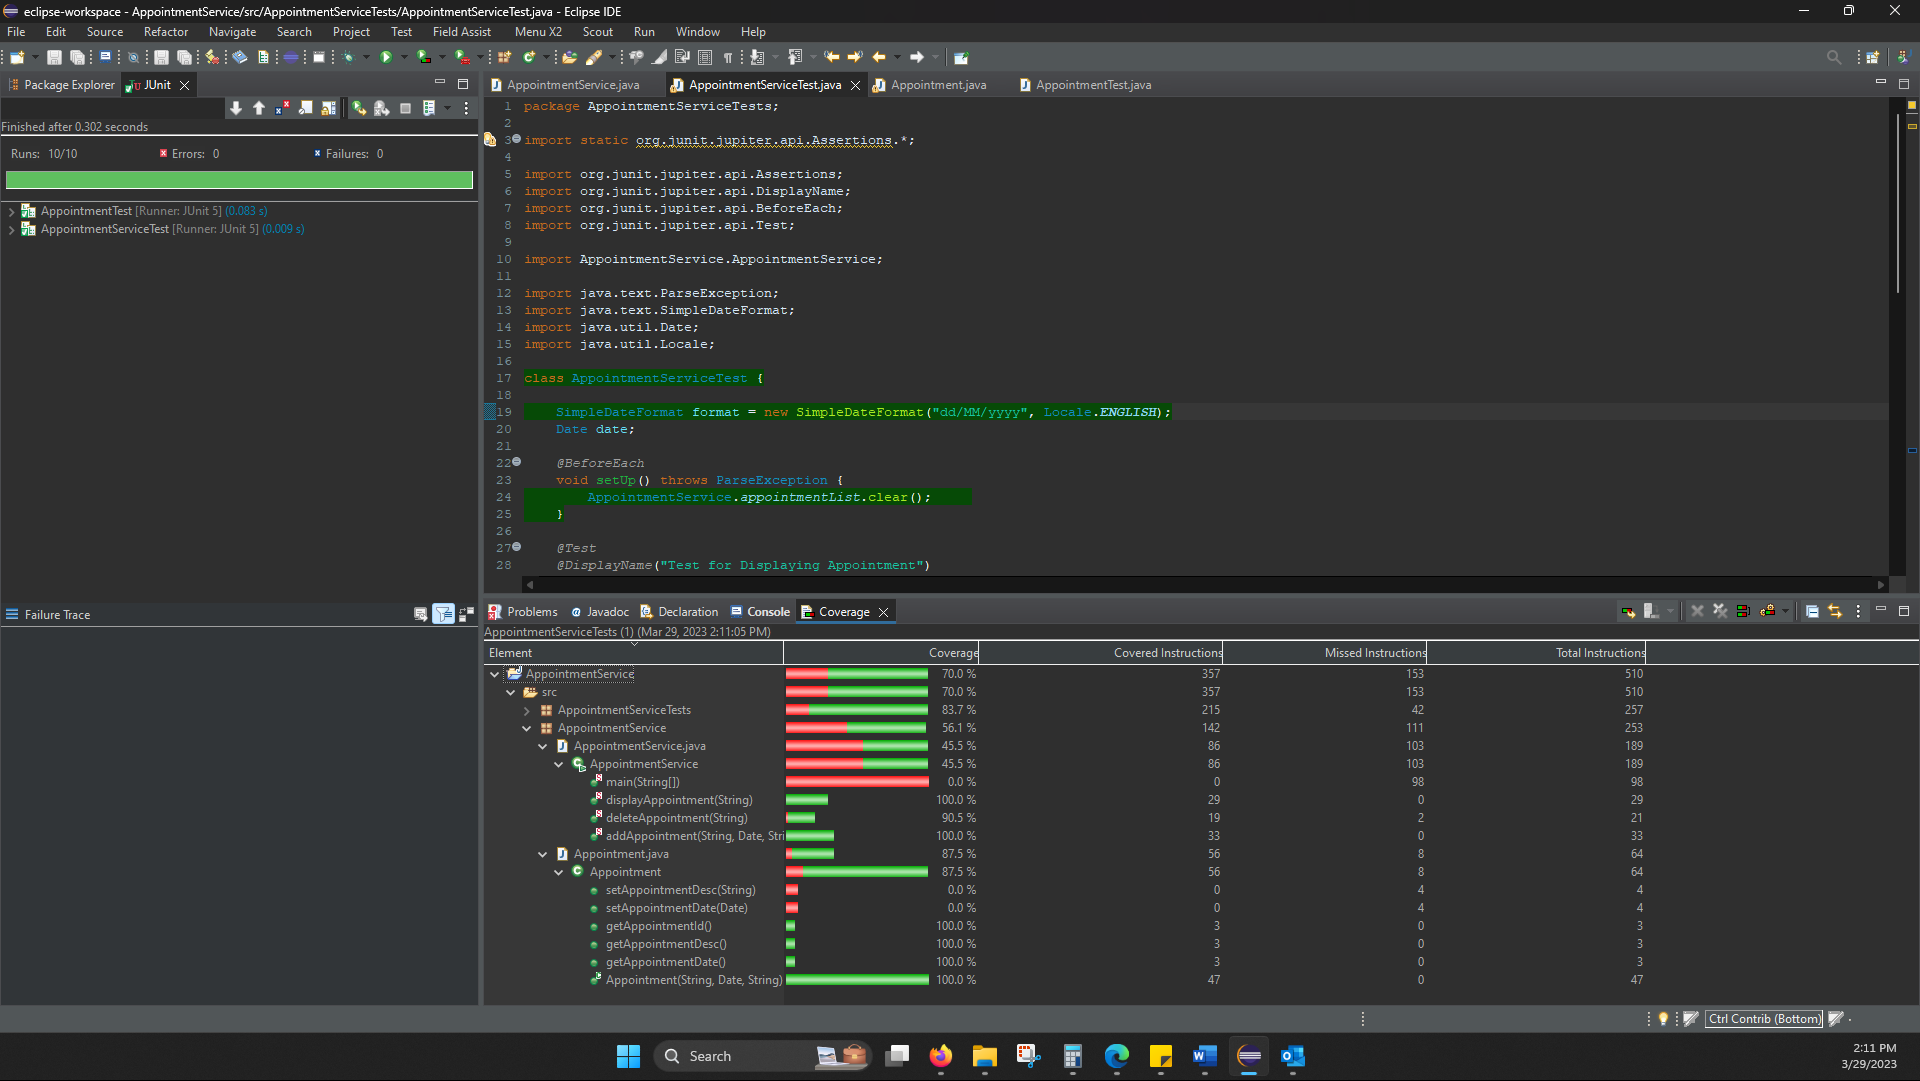 eclipse-workspace - AppointmentService/src/AppointmentServiceTests/AppointmentServiceTest.java - Eclipse IDE
File Edit Source Refactor Navigate Search Project Test Field Assist Menu X2 Scout Run Window Help
Package Explorer JUnit
Finished after 0.302 seconds
Runs: 10/10 Errors: 0 Failures: 0
AppointmentTest [Runner: JUnit 5] (0.083 s)
AppointmentServiceTest [Runner: JUnit 5] (0.009 s)
Failure Trace
AppointmentService.java AppointmentServiceTest.java Appointment.java AppointmentTest.java
1 package AppointmentServiceTests;
2
3 import static org.junit.jupiter.api.Assertions.*;
4
5 import org.junit.jupiter.api.Assertions;
6 import org.junit.jupiter.api.DisplayName;
7 import org.junit.jupiter.api.BeforeEach;
8 import org.junit.jupiter.api.Test;
9
10 import AppointmentService.AppointmentService;
11
12 import java.text.ParseException;
13 import java.text.SimpleDateFormat;
14 import java.util.Date;
15 import java.util.Locale;
16
17 class AppointmentServiceTest {
18
19 SimpleDateFormat format = new SimpleDateFormat("dd/MM/yyyy", Locale.ENGLISH);
20 Date date;
21
22 @BeforeEach
23 void setUp() throws ParseException {
24 AppointmentService.appointmentList.clear();
25 }
26
27 @Test
28 @DisplayName("Test for Displaying Appointment")
Problems Javadoc Declaration Console Coverage
AppointmentServiceTests (1) (Mar 29, 2023 2:11:05 PM)
Element Coverage Covered Instructions Missed Instructions Total Instructions
AppointmentService 70.0 % 357 153 510
src 70.0 % 357 153 510
AppointmentServiceTests 83.7 % 215 42 257
AppointmentService 56.1 % 142 111 253
AppointmentService.java 45.5 % 86 103 189
AppointmentService 45.5 % 86 103 189
main(String[]) 0.0 % 0 98 98
displayAppointment(String) 100.0 % 29 0 29
deleteAppointment(String) 90.5 % 19 2 21
addAppointment(String, Date, Stri 100.0 % 33 0 33
Appointment.java 87.5 % 56 8 64
Appointment 87.5 % 56 8 64
setAppointmentDesc(String) 0.0 % 0 4 4
setAppointmentDate(Date) 0.0 % 0 4 4
getAppointmentId() 100.0 % 3 0 3
getAppointmentDesc() 100.0 % 3 0 3
getAppointmentDate() 100.0 % 3 0 3
Appointment(String, Date, String) 100.0 % 47 0 47
Ctrl Contrib (Bottom)
Search
2:11 PM
3/29/2023